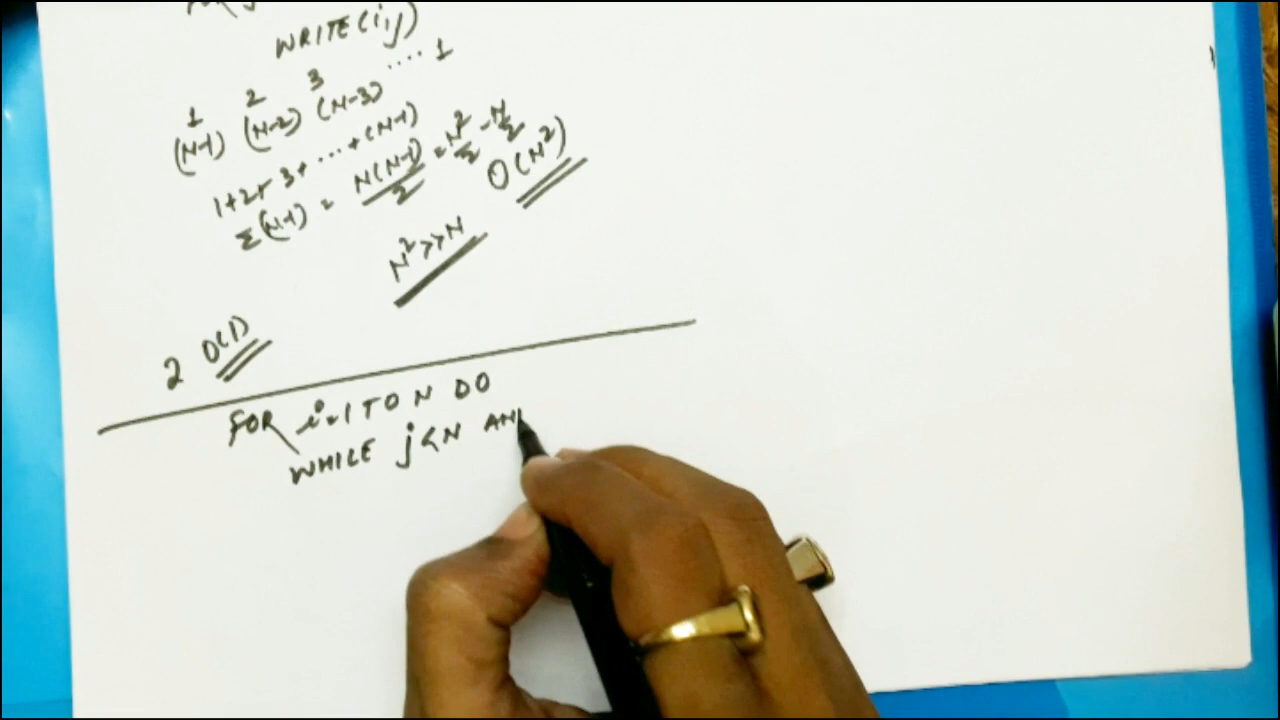 WRITE(i,j)
1 2 3
(N-1) (N-2) (N-3) .... 1
1+2+3+...+(N-1)
Σ(N-1) = N(N-1)/2 = N²/2 - N/2
O(N²)
N²>>N
2 O(1)
FOR i=1 TO N DO
WHILE j<N AN